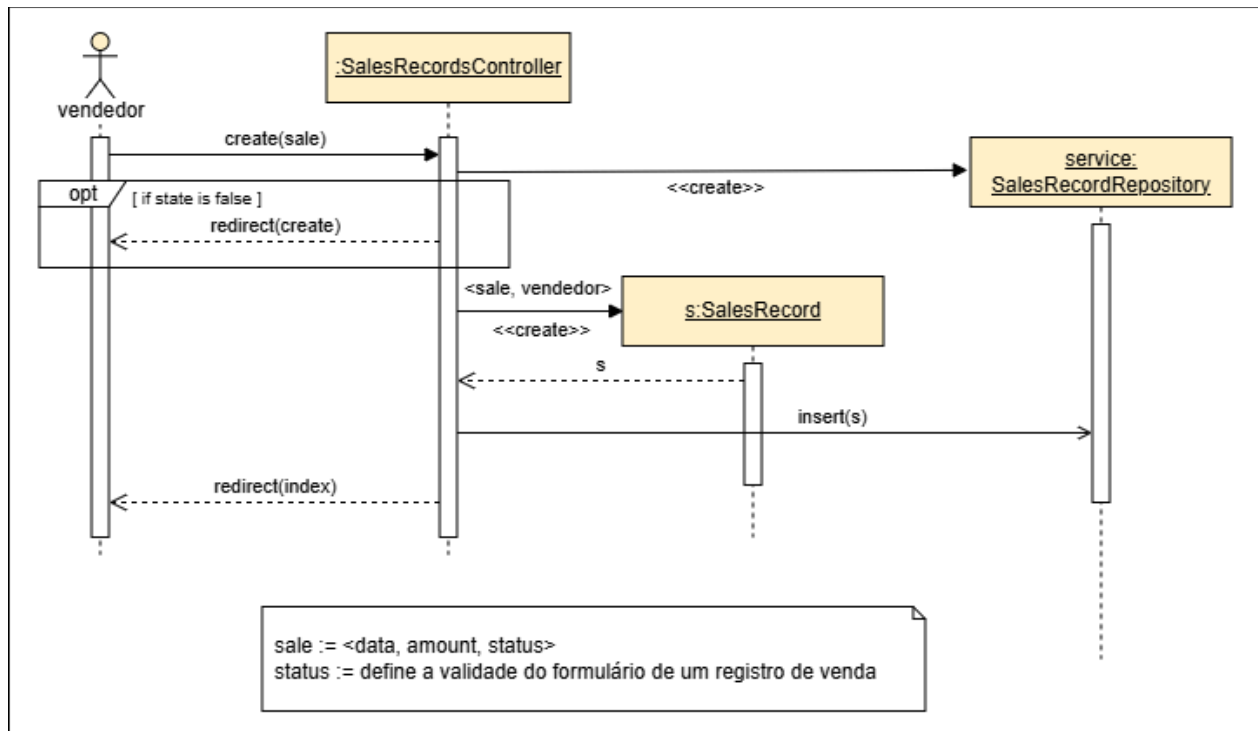 vendedor
:SalesRecordsController
create(sale)
<<create>>
service:
SalesRecordRepository
opt
[ if state is false ]
redirect(create)
<sale, vendedor>
<<create>>
s:SalesRecord
s
insert(s)
redirect(index)
sale := <data, amount, status>
status := define a validade do formulário de um registro de venda